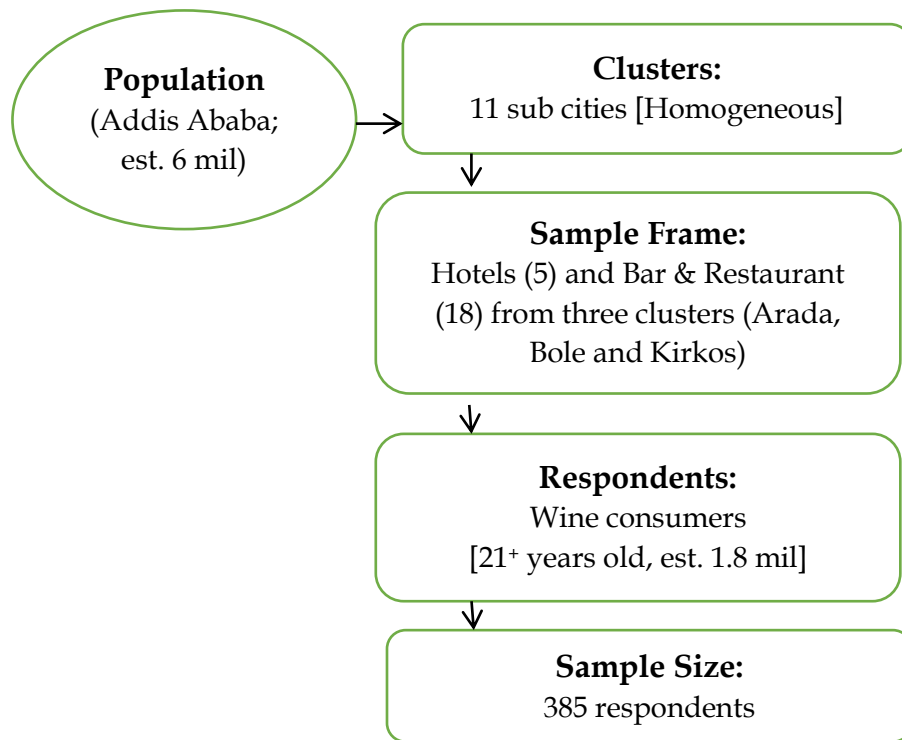 Population
(Addis Ababa;
est. 6 mil)
Clusters:
11 sub cities [Homogeneous]
Sample Frame:
Hotels (5) and Bar & Restaurant
(18) from three clusters (Arada,
Bole and Kirkos)
Respondents:
Wine consumers
[21⁺ years old, est. 1.8 mil]
Sample Size:
385 respondents